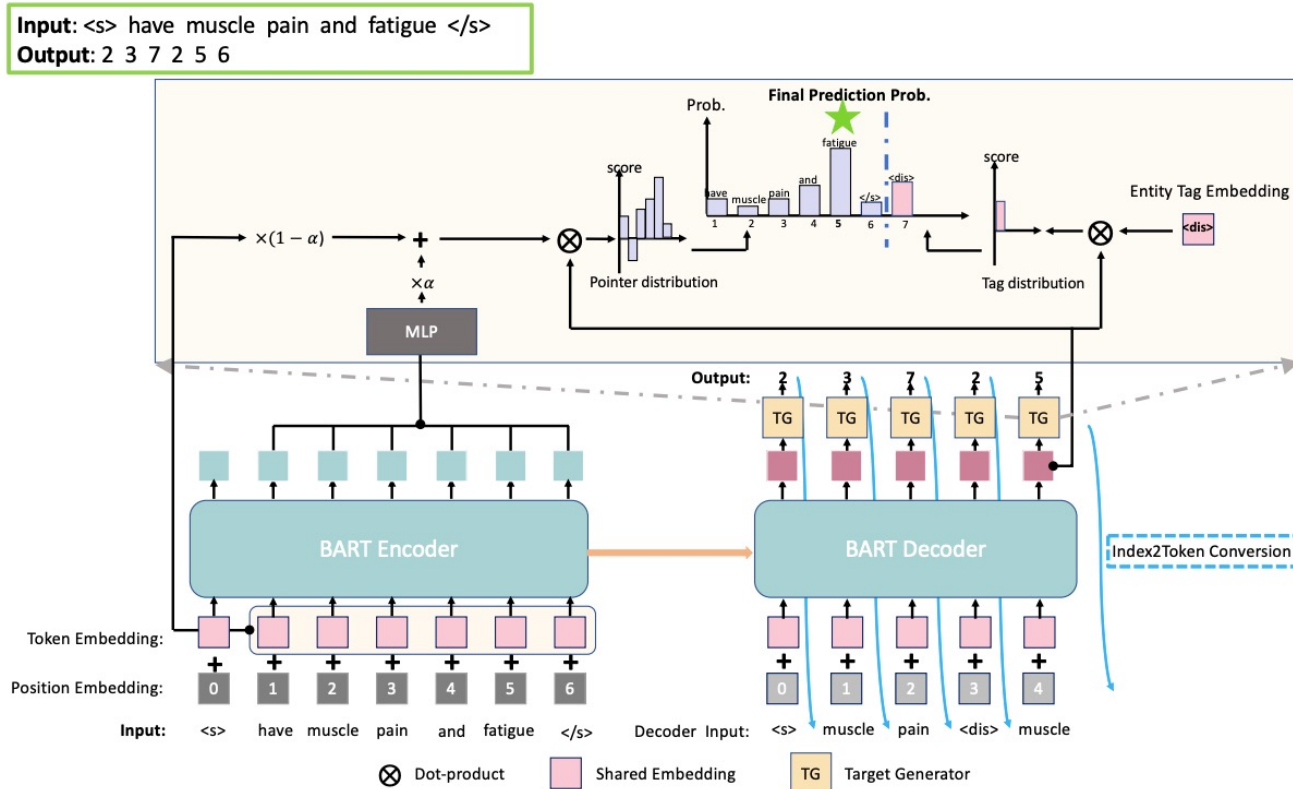 Input: <s> have muscle pain and fatigue </s>
Output: 2 3 7 2 5 6
Final Prediction Prob.
Prob.
fatigue
score
have muscle pain and </s> <dis>
1 2 3 4 5 6 7
score
Entity Tag Embedding
<dis>
×(1 − α)
+
Pointer distribution
Tag distribution
×α
MLP
Output: 2 3 7 2 5
TG TG TG TG TG
BART Encoder
BART Decoder
Index2Token Conversion
Token Embedding:
+ + + + + + + + + + + +
Position Embedding: 0 1 2 3 4 5 6 0 1 2 3 4
Input: <s> have muscle pain and fatigue </s> Decoder Input: <s> muscle pain <dis> muscle
Dot-product Shared Embedding TG Target Generator